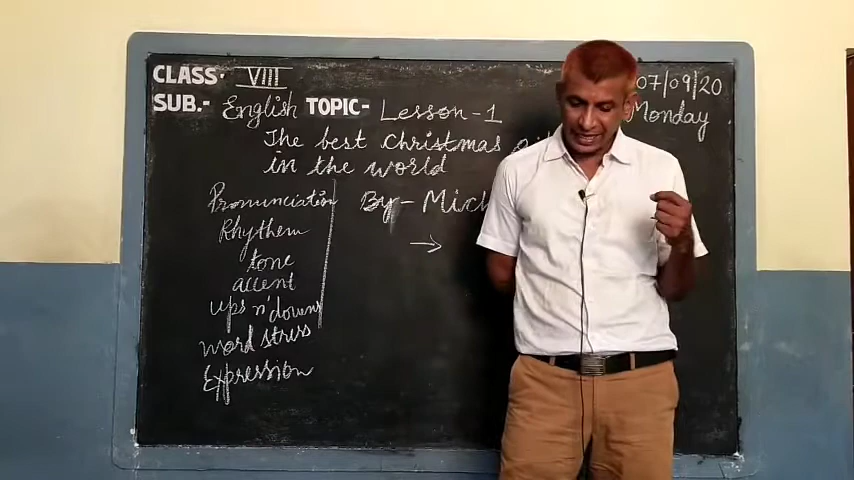 CLASS- VIII 07/09/20
SUB.- English TOPIC- Lesson-1 Monday
The best christmas
in the world
Pronunciation By-
Rhythem
tone
accent
ups n' downs
word stress
Expression